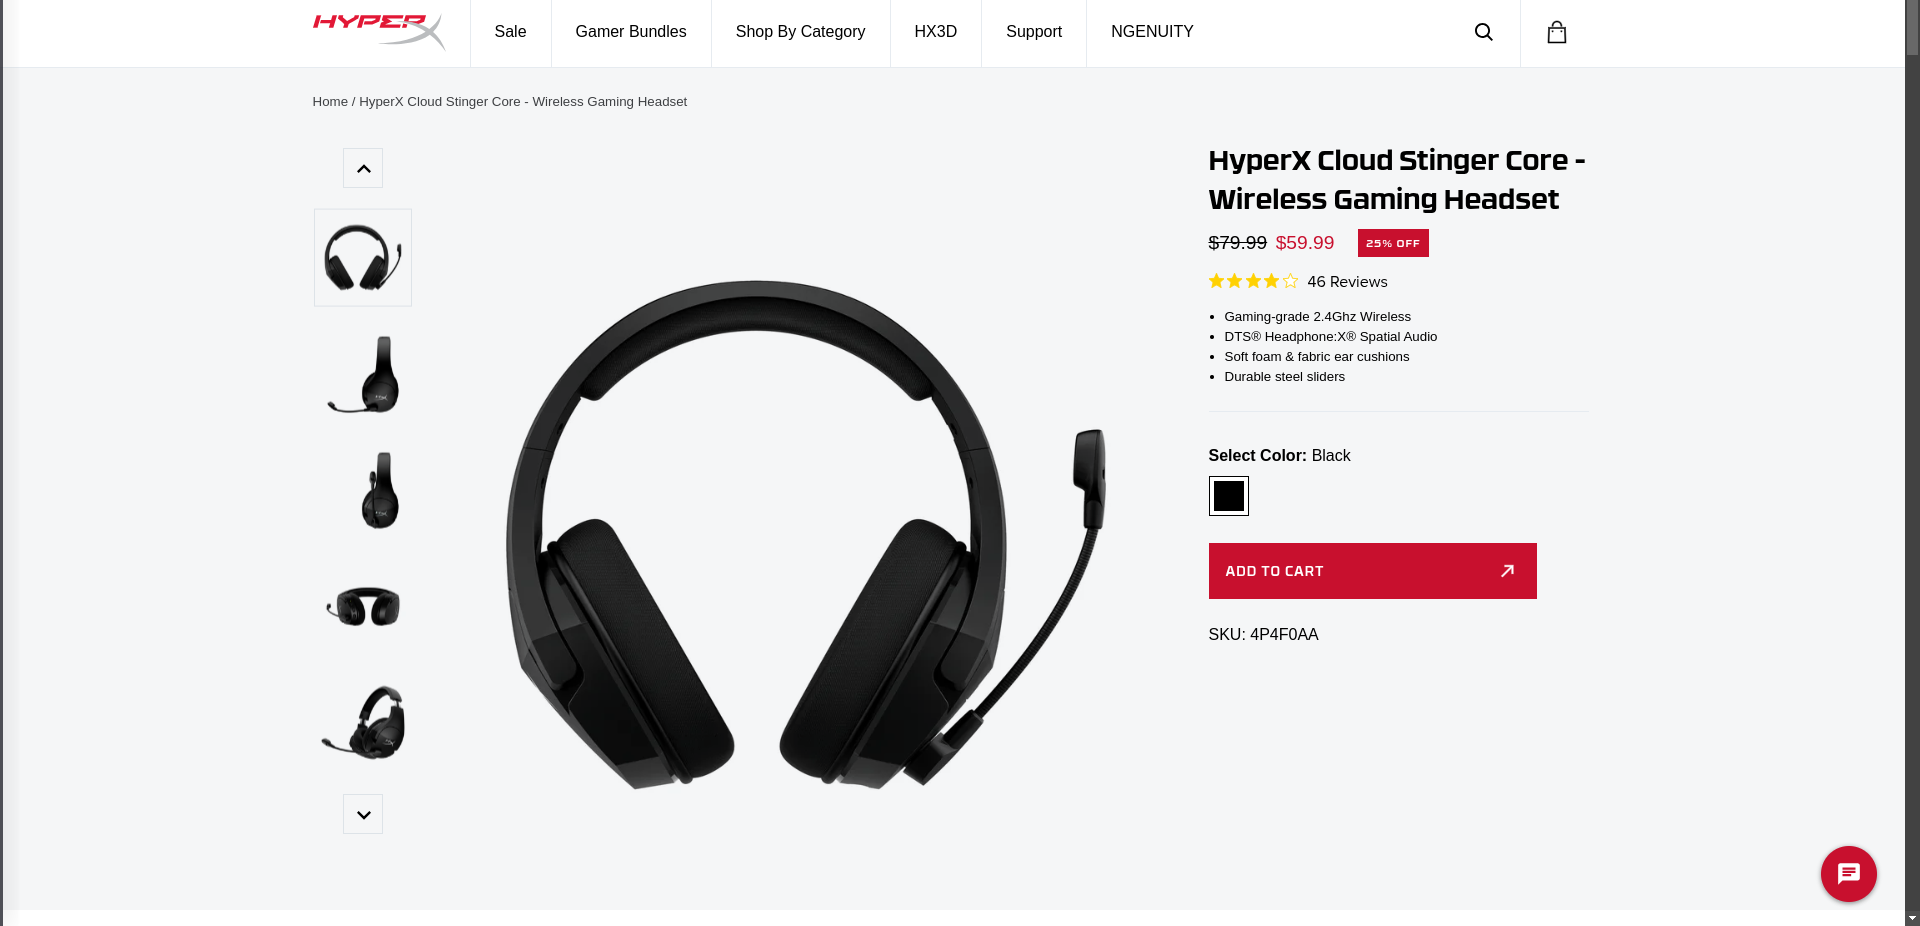 HYPERX
Sale
Gamer Bundles
Shop By Category
HX3D
Support
NGENUITY
Home / HyperX Cloud Stinger Core - Wireless Gaming Headset
HyperX Cloud Stinger Core -
Wireless Gaming Headset
$79.99 $59.99 25% OFF
46 Reviews
Gaming-grade 2.4Ghz Wireless
DTS® Headphone:X® Spatial Audio
Soft foam & fabric ear cushions
Durable steel sliders
Select Color: Black
ADD TO CART
SKU: 4P4F0AA